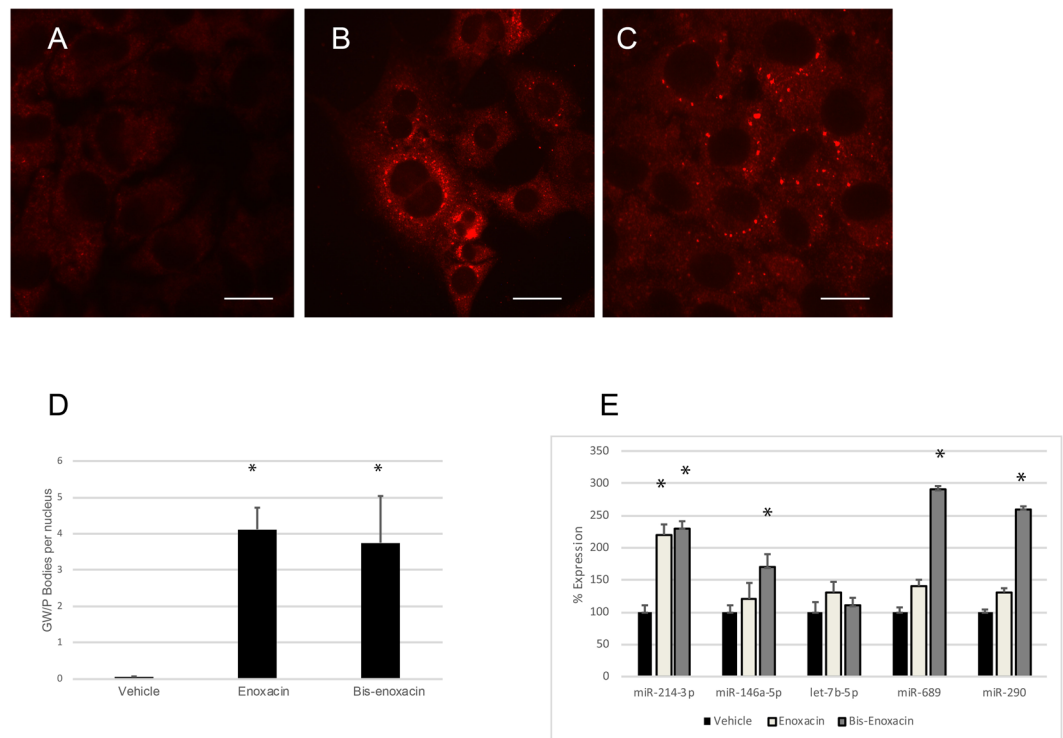 A
B
C
D
GW/P Bodies per nucleus
6
5
4
3
2
1
0
*
*
Vehicle
Enoxacin
Bis-enoxacin
E
% Expression
350
300
250
200
150
100
50
0
*
*
*
*
*
miR-214-3p
miR-146a-5p
let-7b-5p
miR-689
miR-290
Vehicle
Enoxacin
Bis-Enoxacin